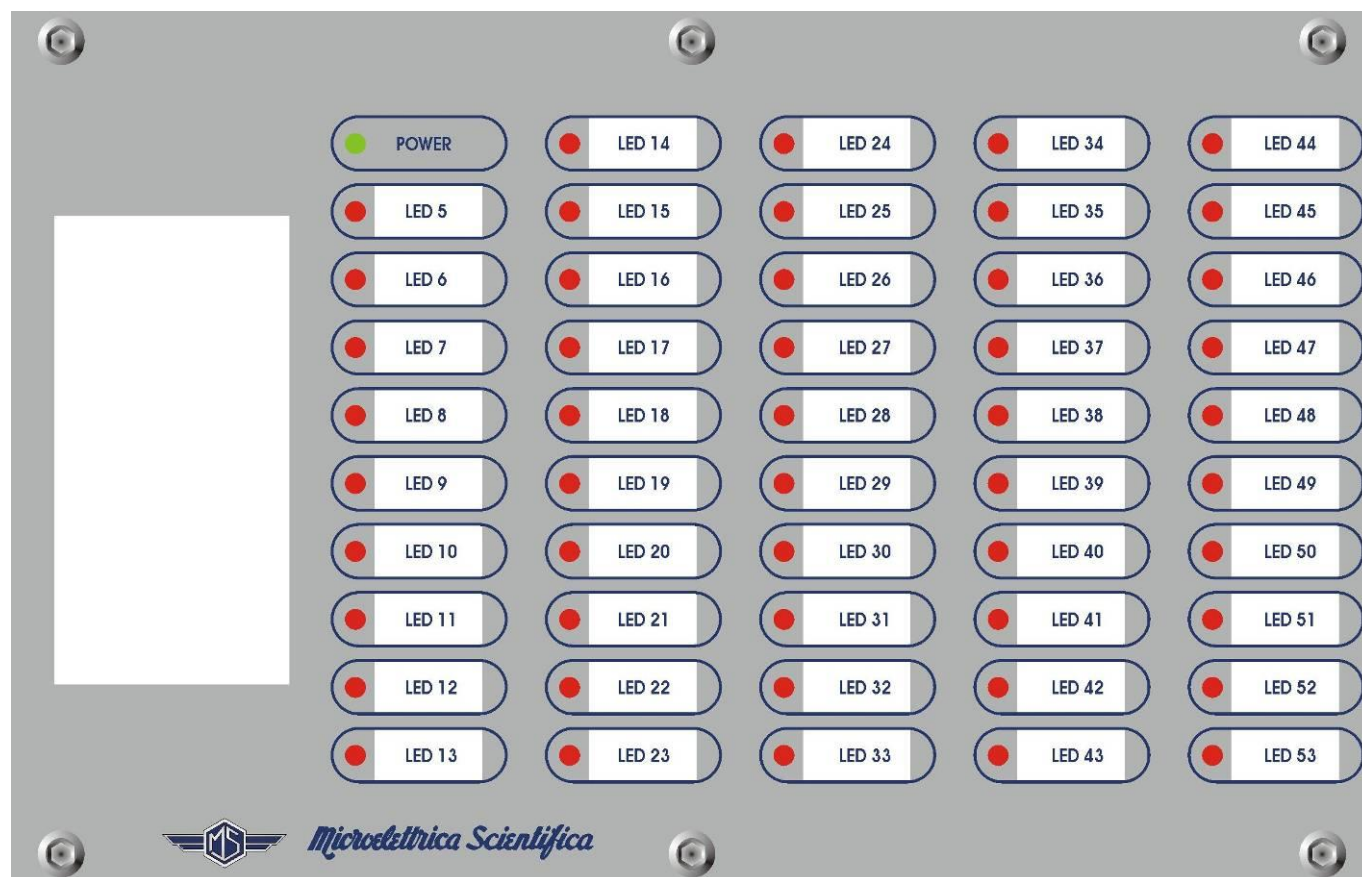 POWER LED 14 LED 24 LED 34 LED 44
LED 5 LED 15 LED 25 LED 35 LED 45
LED 6 LED 16 LED 26 LED 36 LED 46
LED 7 LED 17 LED 27 LED 37 LED 47
LED 8 LED 18 LED 28 LED 38 LED 48
LED 9 LED 19 LED 29 LED 39 LED 49
LED 10 LED 20 LED 30 LED 40 LED 50
LED 11 LED 21 LED 31 LED 41 LED 51
LED 12 LED 22 LED 32 LED 42 LED 52
LED 13 LED 23 LED 33 LED 43 LED 53
MS Microelettrica Scientifica